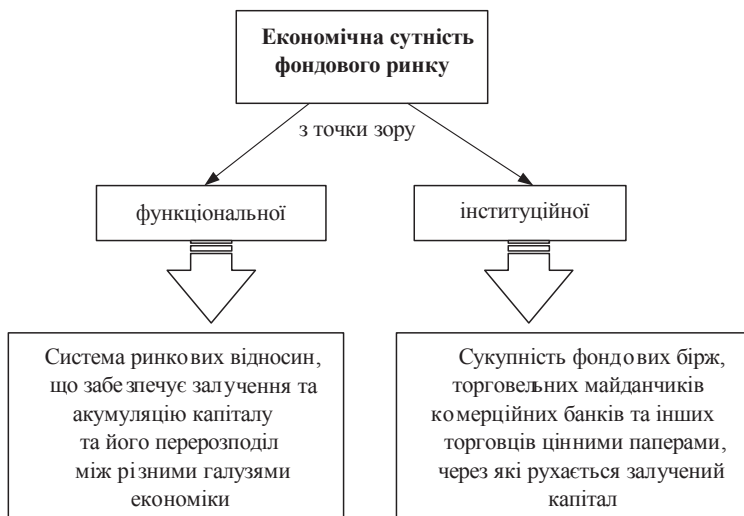 Економічна сутність
фондового ринку
з точки зору
функціональної
інституційної
Система ринкових відносин,
що забезпечує залучення та
акумуляцію капіталу
та його перерозподіл
між різними галузями
економіки
Сукупність фондових бірж,
торговельних майданчиків
комерційних банків та інших
торговців цінними паперами,
через які рухається залучений
капітал